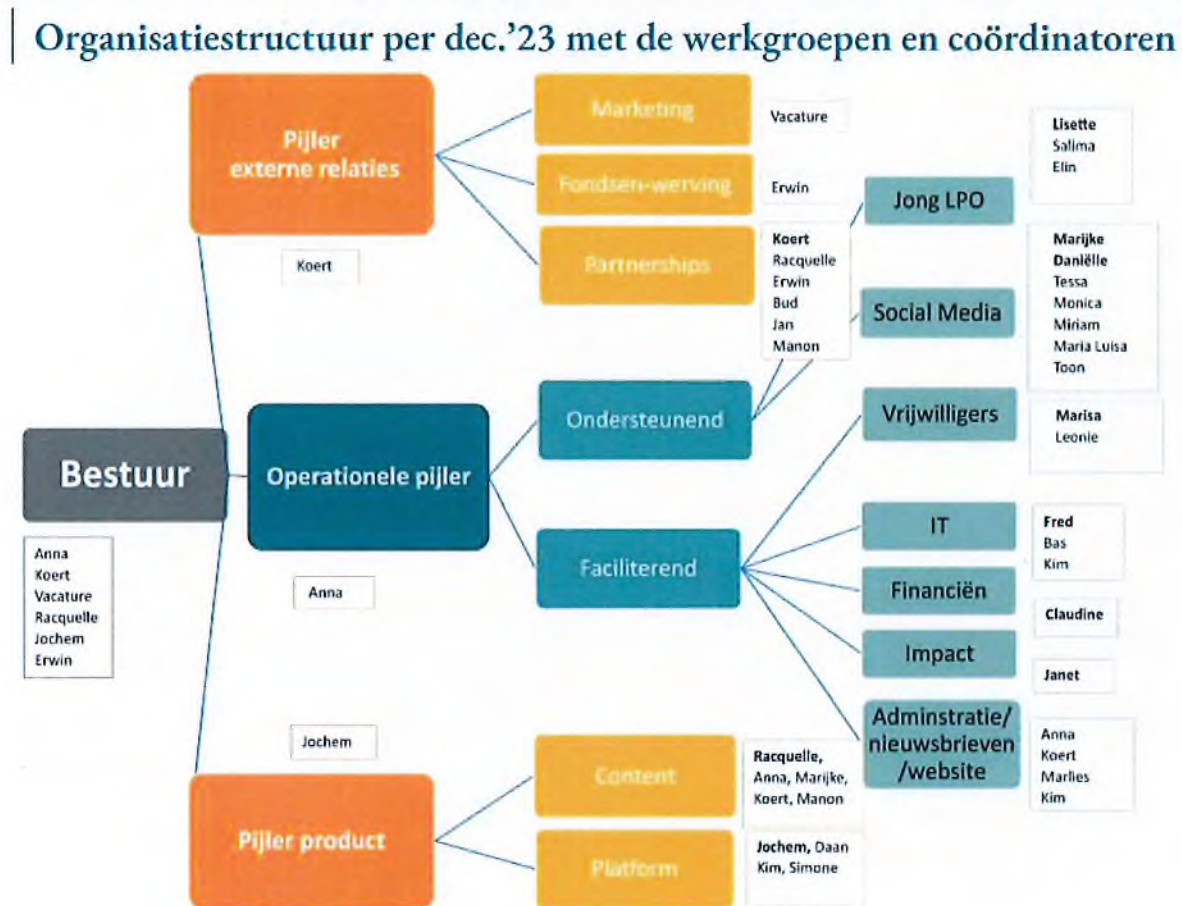 Organisatiestructuur per dec.’23 met de werkgroepen en coördinatoren
Pijler
externe relaties
Koert
Marketing
Vacature
Fondsen-werving
Erwin
Partnerships
Koert
Racquelle
Erwin
Bud
Jan
Manon
Jong LPO
Lisette
Salima
Elin
Social Media
Marijke
Daniëlle
Tessa
Monica
Miriam
Maria Luisa
Toon
Bestuur
Anna
Koert
Vacature
Racquelle
Jochem
Erwin
Operationele pijler
Anna
Ondersteunend
Faciliterend
Vrijwilligers
Marisa
Leonie
IT
Fred
Bas
Kim
Financiën
Claudine
Impact
Janet
Adminstratie/
nieuwsbrieven
/website
Anna
Koert
Marlies
Kim
Jochem
Pijler product
Content
Racquelle,
Anna, Marijke,
Koert, Manon
Platform
Jochem, Daan
Kim, Simone